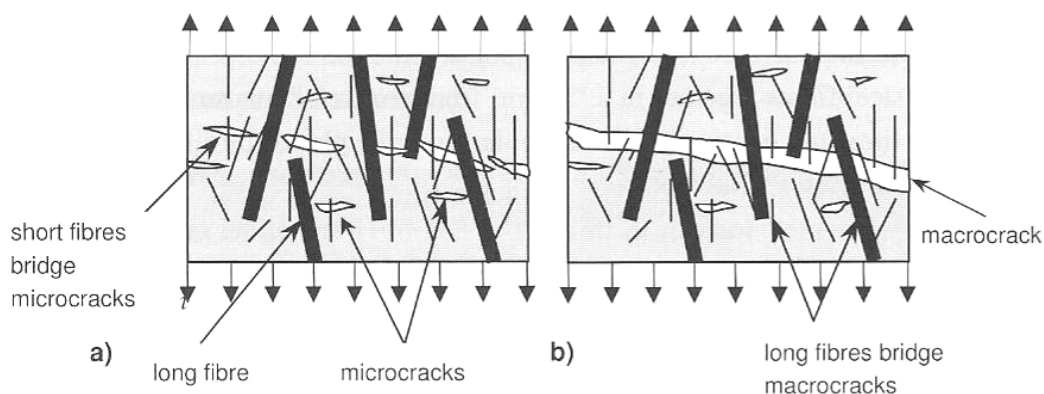 short fibres
bridge
microcracks
a)
long fibre
microcracks
b)
long fibres bridge
macrocracks
macrocrack